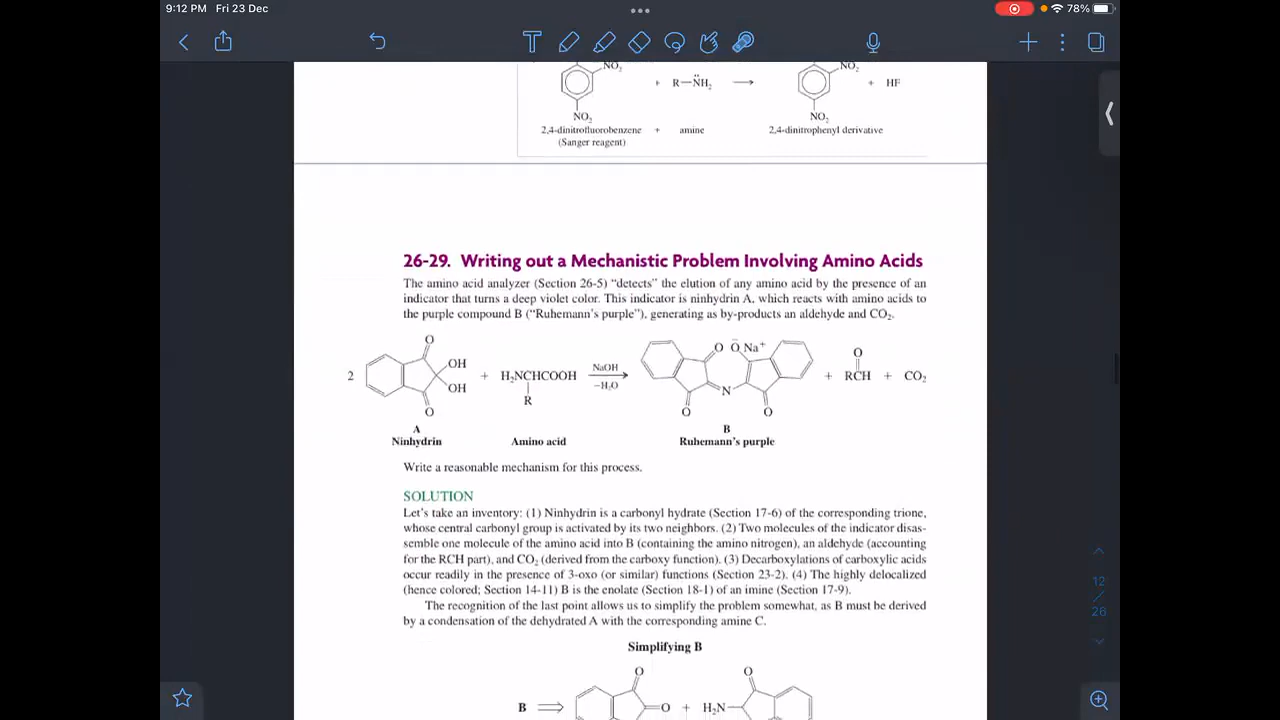 9:12 PM Fri 23 Dec
78%
NO₂ NO₂
+ R—N̈H₂ ⟶ + HF
NO₂ NO₂
2,4-dinitrofluorobenzene + amine 2,4-dinitrophenyl derivative
(Sanger reagent)
26-29. Writing out a Mechanistic Problem Involving Amino Acids
The amino acid analyzer (Section 26-5) “detects” the elution of any amino acid by the presence of an
indicator that turns a deep violet color. This indicator is ninhydrin A, which reacts with amino acids to
the purple compound B (“Ruhemann’s purple”), generating as by-products an aldehyde and CO₂.
O O Ō Na⁺ O
2 OH + H₂NCHCOOH NaOH + RCH + CO₂
OH R −H₂O N
O O O
A B
Ninhydrin Amino acid Ruhemann’s purple
Write a reasonable mechanism for this process.
SOLUTION
Let’s take an inventory: (1) Ninhydrin is a carbonyl hydrate (Section 17-6) of the corresponding trione,
whose central carbonyl group is activated by its two neighbors. (2) Two molecules of the indicator disas-
semble one molecule of the amino acid into B (containing the amino nitrogen), an aldehyde (accounting
for the RCH part), and CO₂ (derived from the carboxy function). (3) Decarboxylations of carboxylic acids
occur readily in the presence of 3-oxo (or similar) functions (Section 23-2). (4) The highly delocalized
(hence colored; Section 14-11) B is the enolate (Section 18-1) of an imine (Section 17-9).
The recognition of the last point allows us to simplify the problem somewhat, as B must be derived
by a condensation of the dehydrated A with the corresponding amine C.
Simplifying B
O O
B ⟹ O + H₂N
12
/
26